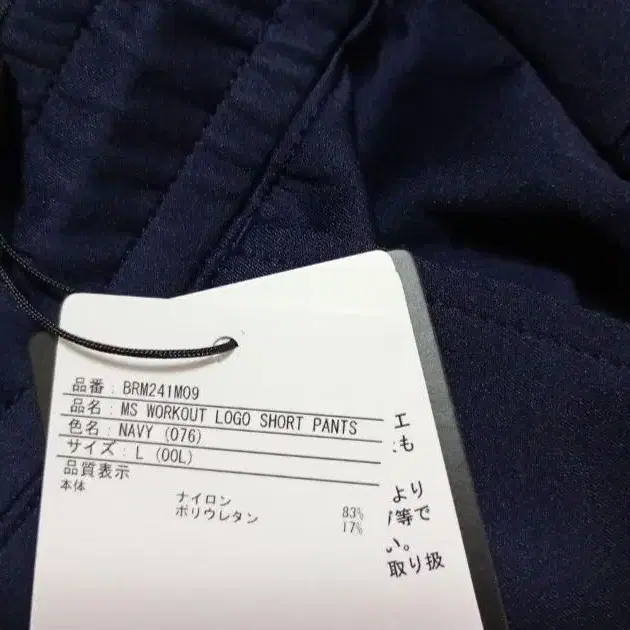 品番 : BRM241M09
品名 : MS WORKOUT LOGO SHORT PANTS
色名 : NAVY (076)
サイズ : L (00L)
品質表示
本体
ナイロン 83%
ポリウレタン 17%
も
より
等で
い。
取り扱